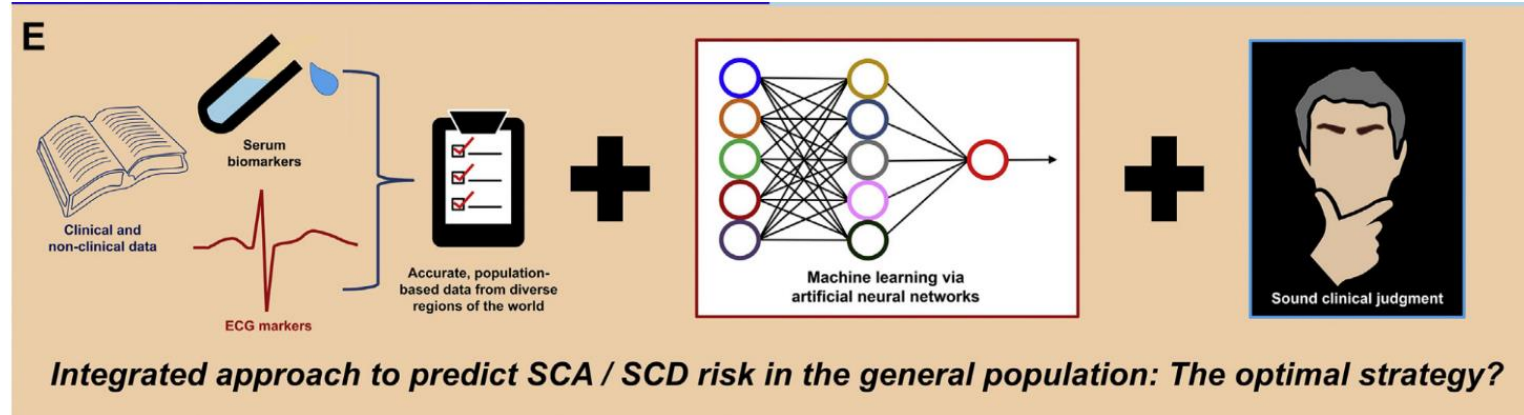 E
Serum
biomarkers
Clinical and
non-clinical data
ECG markers
Accurate, population-
based data from diverse
regions of the world
Machine learning via
artificial neural networks
Sound clinical judgment
Integrated approach to predict SCA / SCD risk in the general population: The optimal strategy?